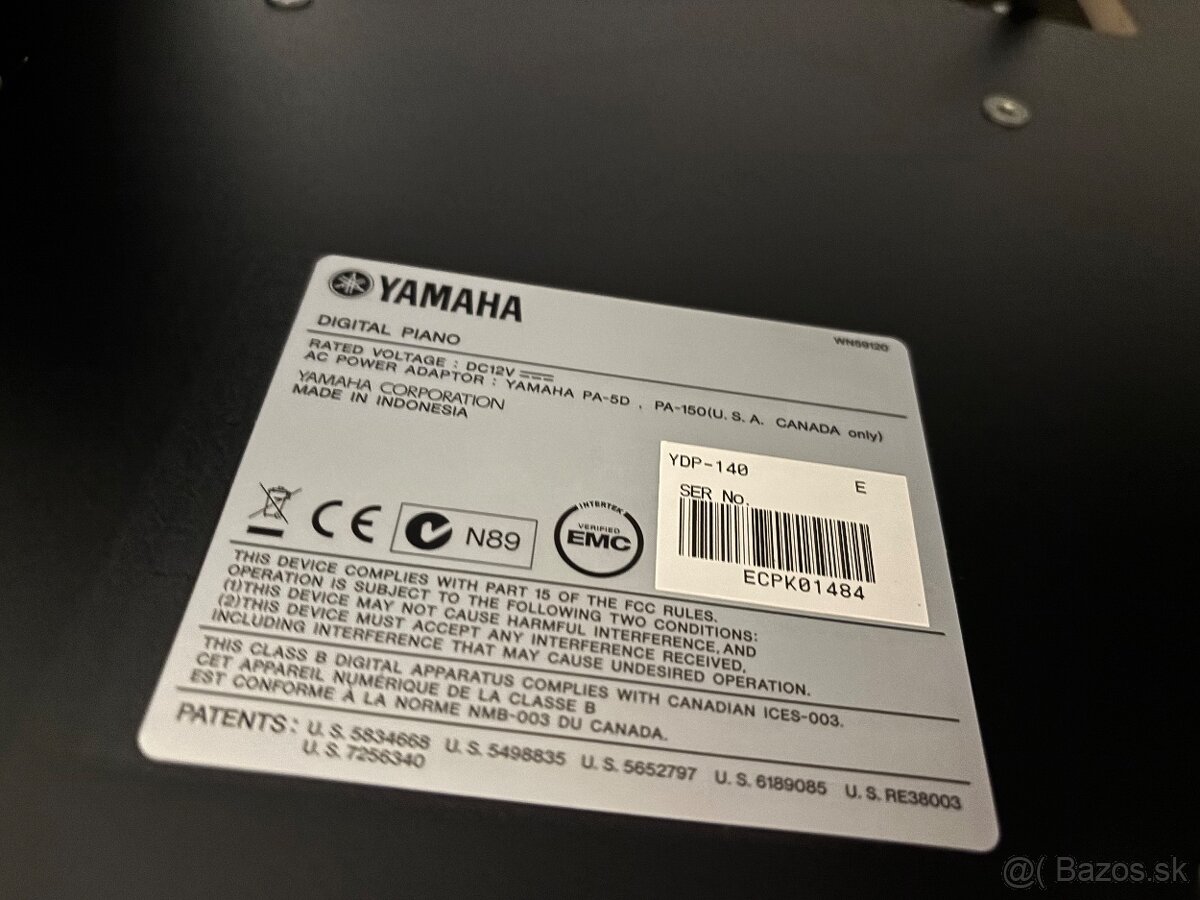 YAMAHA
DIGITAL PIANO
WN59120
RATED VOLTAGE : DC12V
AC POWER ADAPTOR : YAMAHA PA-5D , PA-150(U. S. A. CANADA only)
YAMAHA CORPORATION
MADE IN INDONESIA
YDP-140
E
SER No.
ECPK01484
CE
N89
INTERTEK
VERIFIED
EMC
THIS DEVICE COMPLIES WITH PART 15 OF THE FCC RULES.
OPERATION IS SUBJECT TO THE FOLLOWING TWO CONDITIONS:
(1)THIS DEVICE MAY NOT CAUSE HARMFUL INTERFERENCE, AND
(2)THIS DEVICE MUST ACCEPT ANY INTERFERENCE RECEIVED,
INCLUDING INTERFERENCE THAT MAY CAUSE UNDESIRED OPERATION.
THIS CLASS B DIGITAL APPARATUS COMPLIES WITH CANADIAN ICES-003.
CET APPAREIL NUMÉRIQUE DE LA CLASSE B
EST CONFORME À LA NORME NMB-003 DU CANADA.
PATENTS: U. S. 5834668 U. S. 5498835 U. S. 5652797 U. S. 6189085 U. S. RE38003
U. S. 7256340
@( Bazos.sk